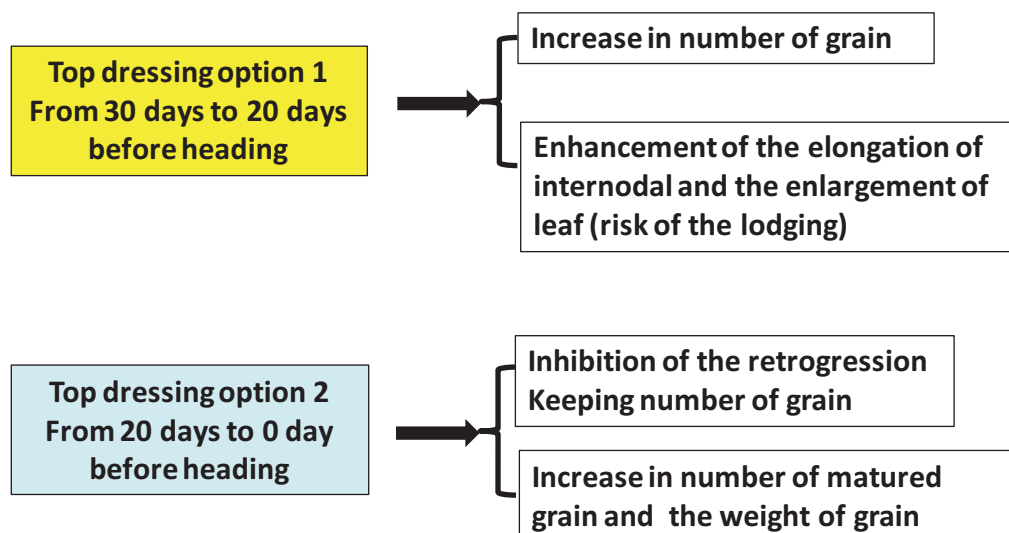 Top dressing option 1
From 30 days to 20 days
before heading
Increase in number of grain
Enhancement of the elongation of
internodal and the enlargement of
leaf (risk of the lodging)
Top dressing option 2
From 20 days to 0 day
before heading
Inhibition of the retrogression
Keeping number of grain
Increase in number of matured
grain and the weight of grain